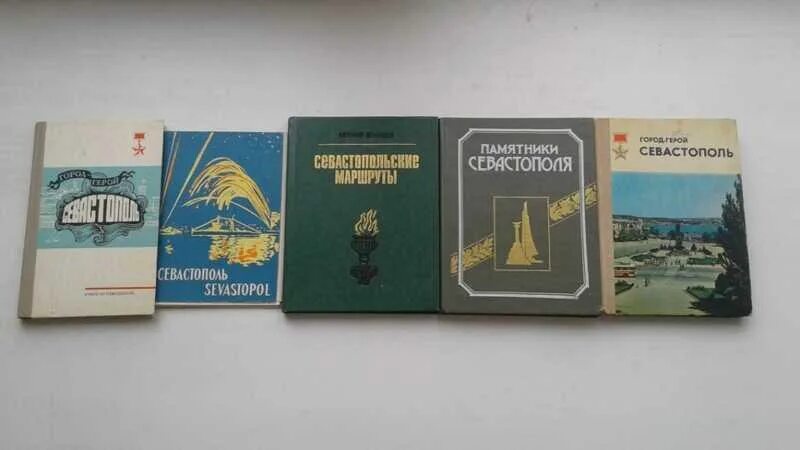 ГОРОД-
ГЕРОЙ
СЕВАСТОПОЛЬ
СЕВАСТОПОЛЬ
SEVASTOPOL
СЕВАСТОПОЛЬСКИЕ
МАРШРУТЫ
ПАМЯТНИКИ
СЕВАСТОПОЛЯ
ГОРОД-ГЕРОЙ
СЕВАСТОПОЛЬ